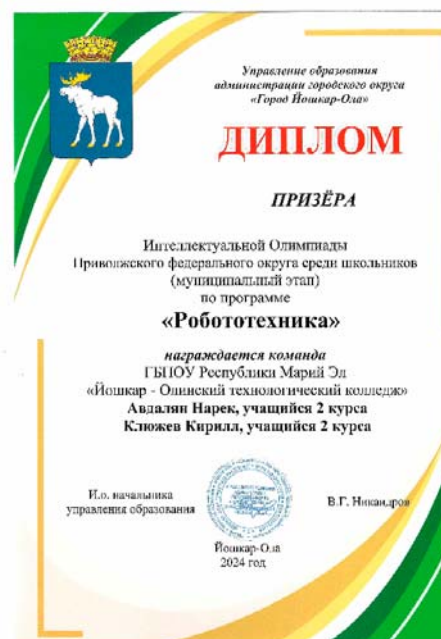 Управление образования
администрации городского округа
«Город Йошкар-Ола»
ДИПЛОМ
ПРИЗЁРА
Интеллектуальной Олимпиады
Приволжского федерального округа среди школьников
(муниципальный этап)
по программе
«Робототехника»
награждается команда
ГБПОУ Республики Марий Эл
«Йошкар - Олинский технологический колледж»
Авдалян Нарек, учащийся 2 курса
Клюжев Кирилл, учащийся 2 курса
И.о. начальника
управления образования
В.Г. Никандров
Йошкар-Ола
2024 год